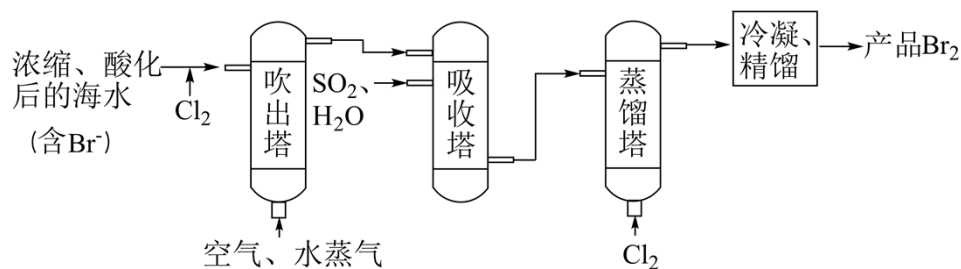 浓缩、酸化
后的海水
(含Br⁻)
Cl₂
吹出塔
空气、水蒸气
SO₂、
H₂O
吸收塔
蒸馏塔
Cl₂
冷凝、
精馏
产品Br₂